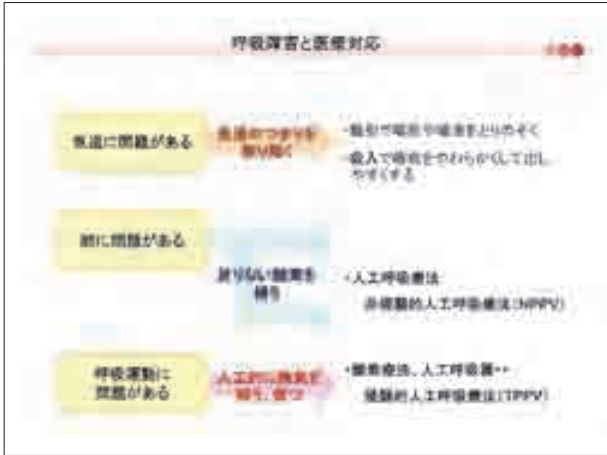 呼吸障害と医療対応
気道に問題がある
気道のつまりを
取り除く
・吸引で喀痰や唾液をとりのぞく
・吸入で喀痰をやわらかくして出し
やすくする
肺に問題がある
足りない酸素を
補う
・人工呼吸療法
非侵襲的人工呼吸療法(NPPV)
呼吸運動に
問題がある
人工的に換気を
・酸素療法、人工呼吸器・・
侵襲的人工呼吸療法(TPPV)